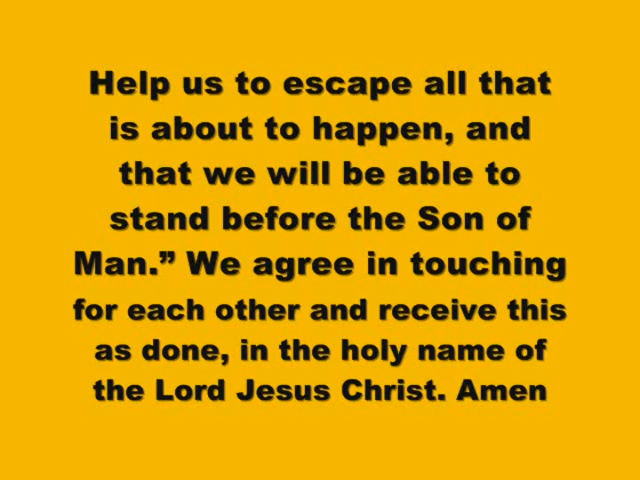 Help us to escape all that
is about to happen, and
that we will be able to
stand before the Son of
Man.” We agree in touching
for each other and receive this
as done, in the holy name of
the Lord Jesus Christ. Amen